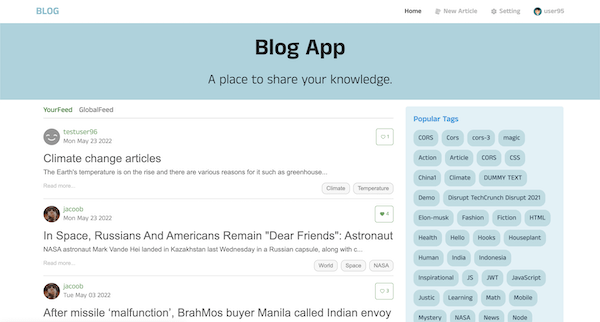 BLOG
Home New Article Setting user95
Blog App
A place to share your knowledge.
YourFeed GlobalFeed
testuser96
Mon May 23 2022
1
Climate change articles
The Earth's temperature is on the rise and there are various reasons for it such as greenhouse...
Read more...
Climate Temperature
jacoob
Mon May 23 2022
In Space, Russians And Americans Remain "Dear Friends": Astronaut
NASA astronaut Mark Vande Hei landed in Kazakhstan last Wednesday in a Russian capsule, along with c...
Read more...
World Space NASA
jacoob
Tue May 03 2022
3
After missile 'malfunction', BrahMos buyer Manila called Indian envoy
Popular Tags
CORS Cors cors-3 magic
Action Article CORS CSS
China1 Climate DUMMY TEXT
Demo Disrupt TechCrunch Disrupt 2021
Elon-musk Fashion Fiction HTML
Health Hello Hooks Houseplant
Human India Indonesia
Inspirational JS JWT JavaScript
Justic Learning Math Mobile
Mystery NASA News Node